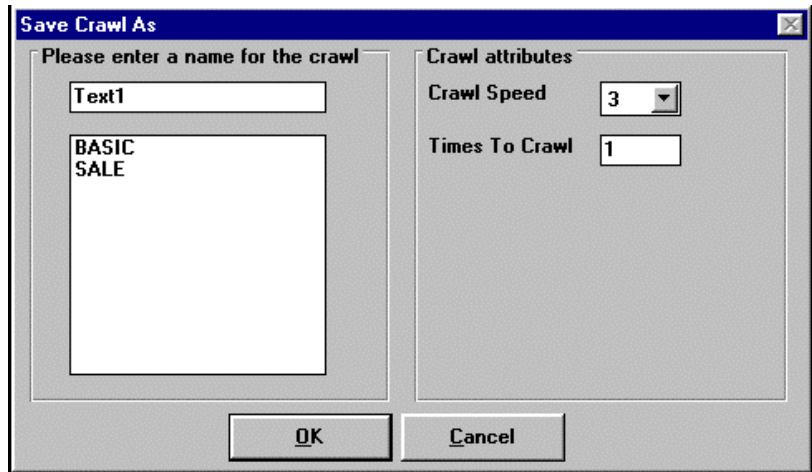 Save Crawl As
Please enter a name for the crawl
Text1
BASIC
SALE
Crawl attributes
Crawl Speed 3
Times To Crawl 1
OK Cancel